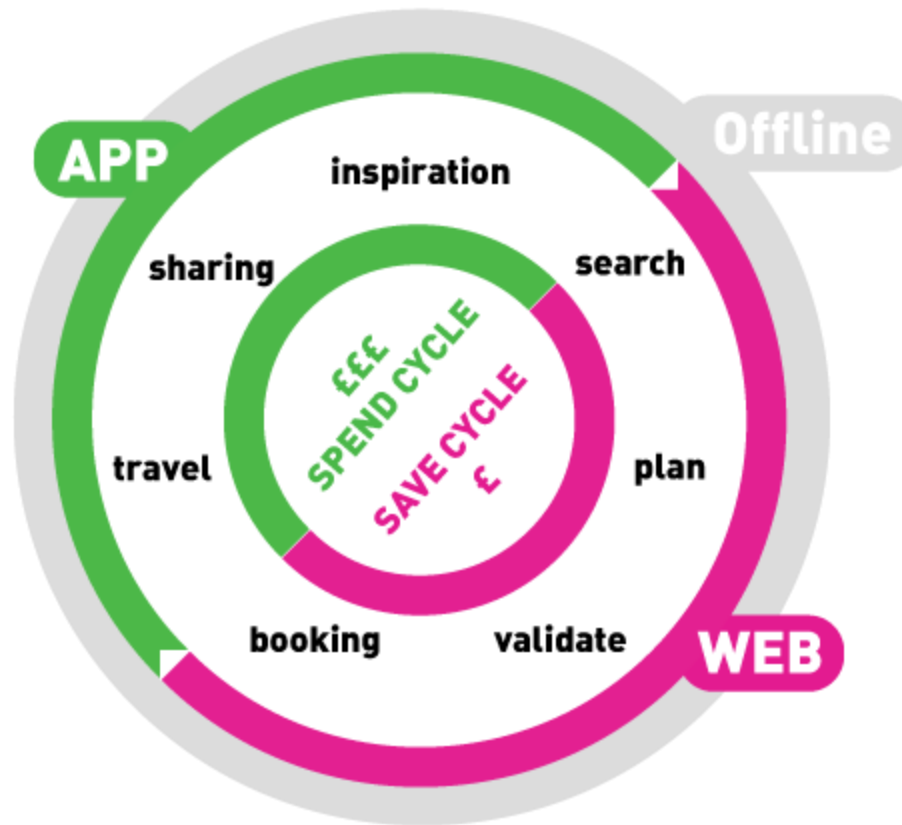 APP
Offline
inspiration
sharing
search
£££
SPEND CYCLE
SAVE CYCLE
£
travel
plan
booking
validate
WEB